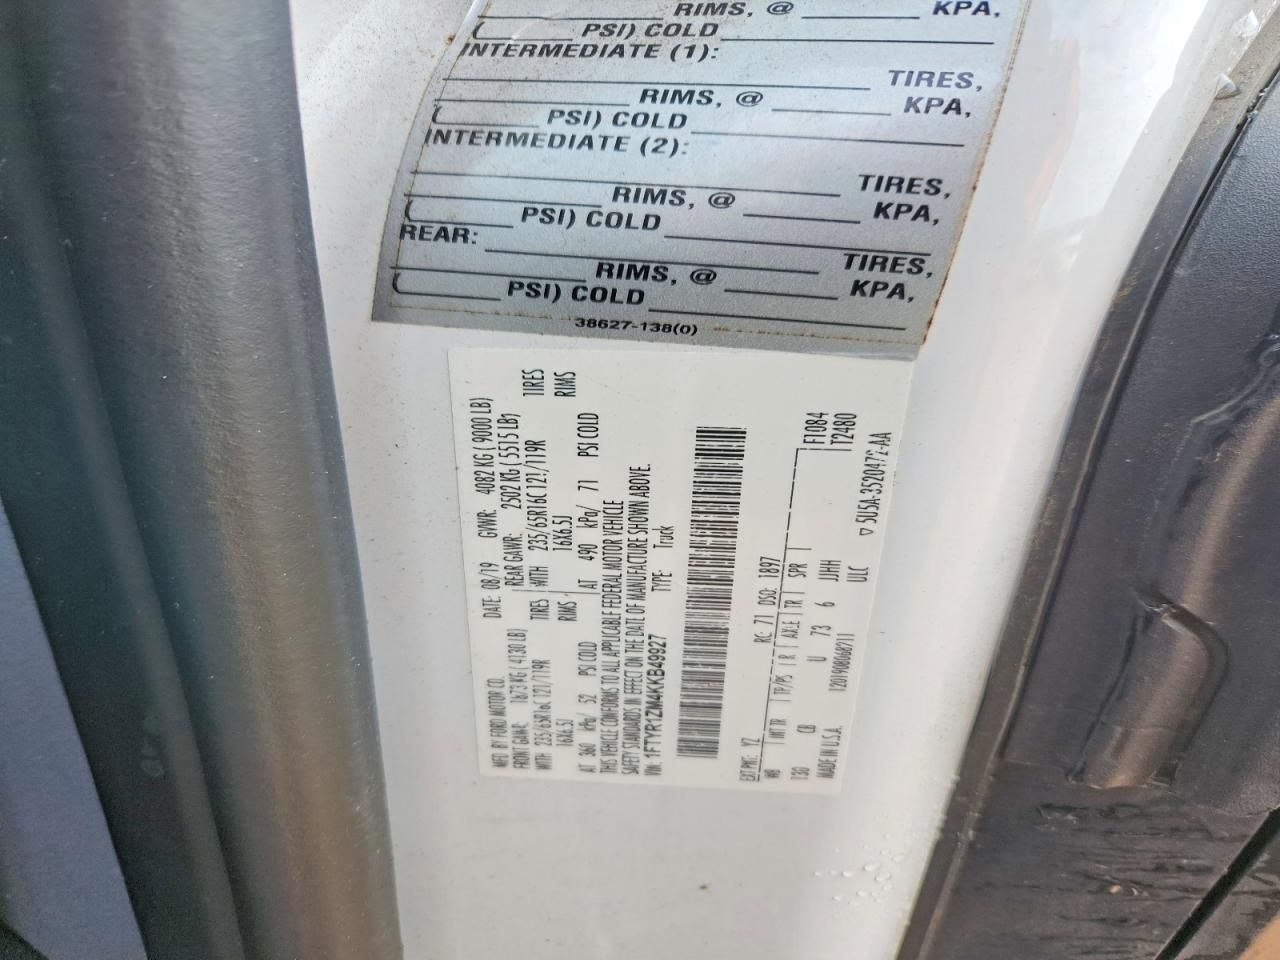 RIMS, @ KPA,
( PSI) COLD
INTERMEDIATE (1):
TIRES,
RIMS, @ KPA,
( PSI) COLD
INTERMEDIATE (2):
TIRES,
RIMS, @ KPA,
( PSI) COLD
REAR:
TIRES,
RIMS, @ KPA,
( PSI) COLD
38627-138(0)
MFD BY FORD MOTOR CO. DATE: 08/19 GVWR: 4082 KG ( 9000 LB)
FRONT GAWR: 1873 KG ( 4130 LB) REAR GAWR: 2502 KG ( 5515 LB)
WITH 235/65R16C 121/119R TIRES WITH 235/65R16C 121/119R TIRES
16X6.5J RIMS 16X6.5J RIMS
AT 360 kPa/ 52 PSI COLD AT 490 kPa/ 71 PSI COLD
THIS VEHICLE CONFORMS TO ALL APPLICABLE FEDERAL MOTOR VEHICLE
SAFETY STANDARDS IN EFFECT ON THE DATE OF MANUFACTURE SHOWN ABOVE.
VIN: 1FTYR1ZM4KKB49927 TYPE: Truck
EXT PNT: YZ RC: 71 DSO: 1897
WB INT TR TP/PS R AXLE TR SPR F1084
130 CB U 73 6 JJHH T2480
MADE IN U.S.A. ULC
5U5A-3520472-AA